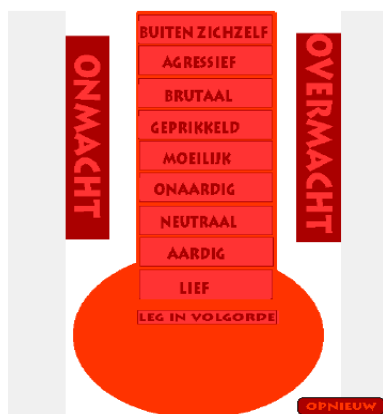 BUITEN ZICHZELF
AGRESSIEF
BRUTAAL
GEPRIKKELD
MOEILIJK
ONAARDIG
NEUTRAAL
AARDIG
LIEF
LEG IN VOLGORDE
ONMACHT
OVERMACHT
OPNIEUW